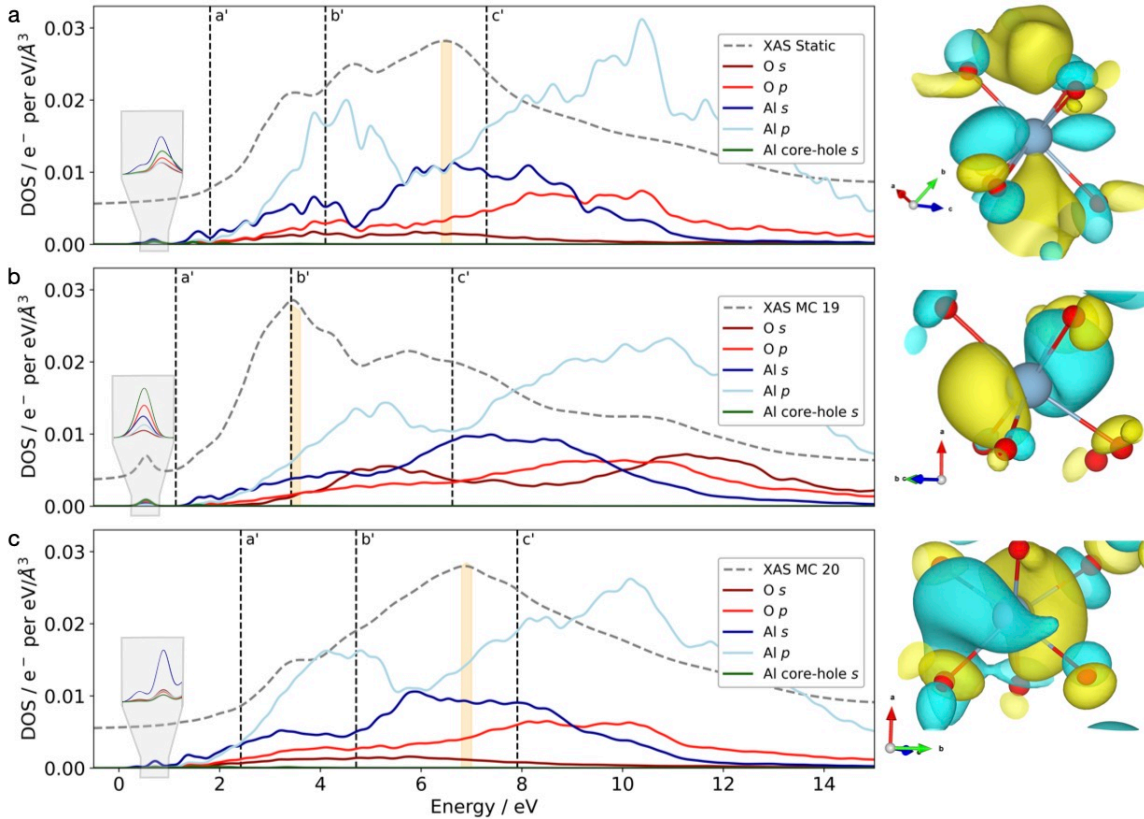 a
a'
b'
c'
0.03
0.02
0.01
0.00
DOS / e⁻ per eV/Å³
XAS Static
O s
O p
Al s
Al p
Al core-hole s
a
b
c
b
a'
b'
c'
0.03
0.02
0.01
0.00
DOS / e⁻ per eV/Å³
XAS MC 19
O s
O p
Al s
Al p
Al core-hole s
a
b
c
c
a'
b'
c'
0.03
0.02
0.01
0.00
DOS / e⁻ per eV/Å³
XAS MC 20
O s
O p
Al s
Al p
Al core-hole s
a
b
0 2 4 6 8 10 12 14
Energy / eV